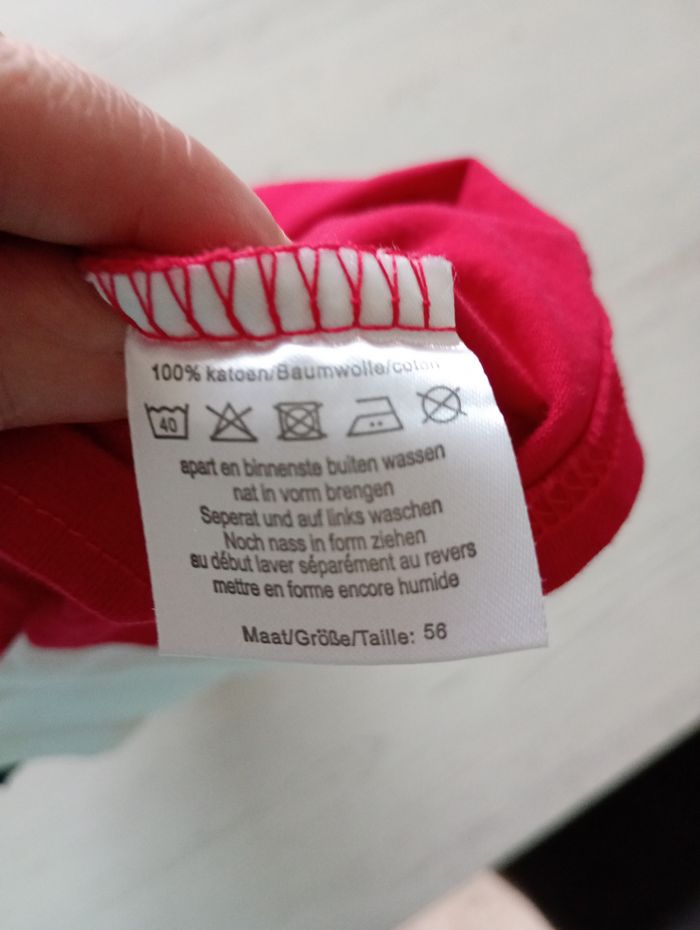 100% katoen/Baumwolle/coton
40
apart en binnenste buiten wassen
nat in vorm brengen
Seperat und auf links waschen
Noch nass in form ziehen
au début laver séparément au revers
mettre en forme encore humide
Maat/Größe/Taille: 56